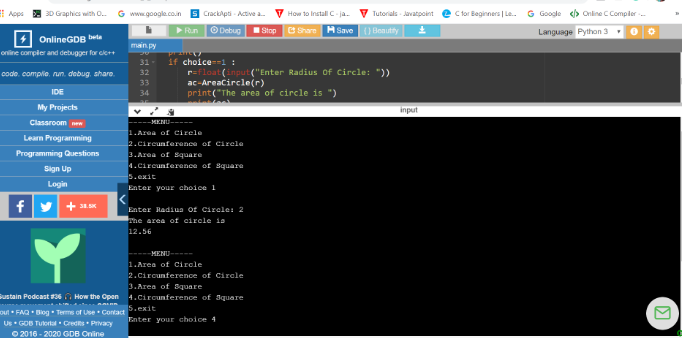 Apps
3D Graphics with O...
www.google.co.in
CrackApti - Active a...
How to Install C - ja...
Tutorials - Javatpoint
C for Beginners | Le...
Google
Online C Compiler -...
»
OnlineGDB beta
online compiler and debugger for c/c++
code. compile. run. debug. share.
IDE
My Projects
Classroom new
Learn Programming
Programming Questions
Sign Up
Login
38.5K
Sustain Podcast #36 How the Open
out • FAQ • Blog • Terms of Use • Contact
Us • GDB Tutorial • Credits • Privacy
© 2016 - 2020 GDB Online
Run Debug Stop Share Save { } Beautify
Language Python 3
main.py
30 print()
31 if choice==1 :
32 r=float(input("Enter Radius Of Circle: "))
33 ac=AreaCircle(r)
34 print("The area of circle is ")
input
-----MENU-----
1.Area of Circle
2.Circumference of Circle
3.Area of Square
4.Circumference of Square
5.exit
Enter your choice 1
Enter Radius Of Circle: 2
The area of circle is
12.56
-----MENU-----
1.Area of Circle
2.Circumference of Circle
3.Area of Square
4.Circumference of Square
5.exit
Enter your choice 4